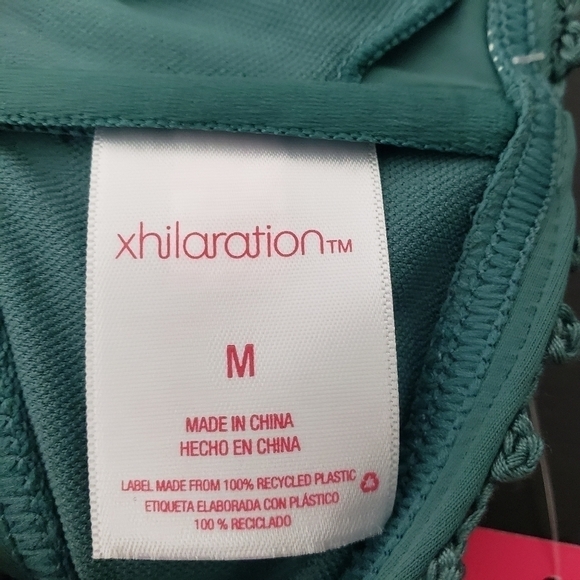 xhilaration™
M
MADE IN CHINA
HECHO EN CHINA
LABEL MADE FROM 100% RECYCLED PLASTIC
ETIQUETA ELABORADA CON PLÁSTICO
100 % RECICLADO